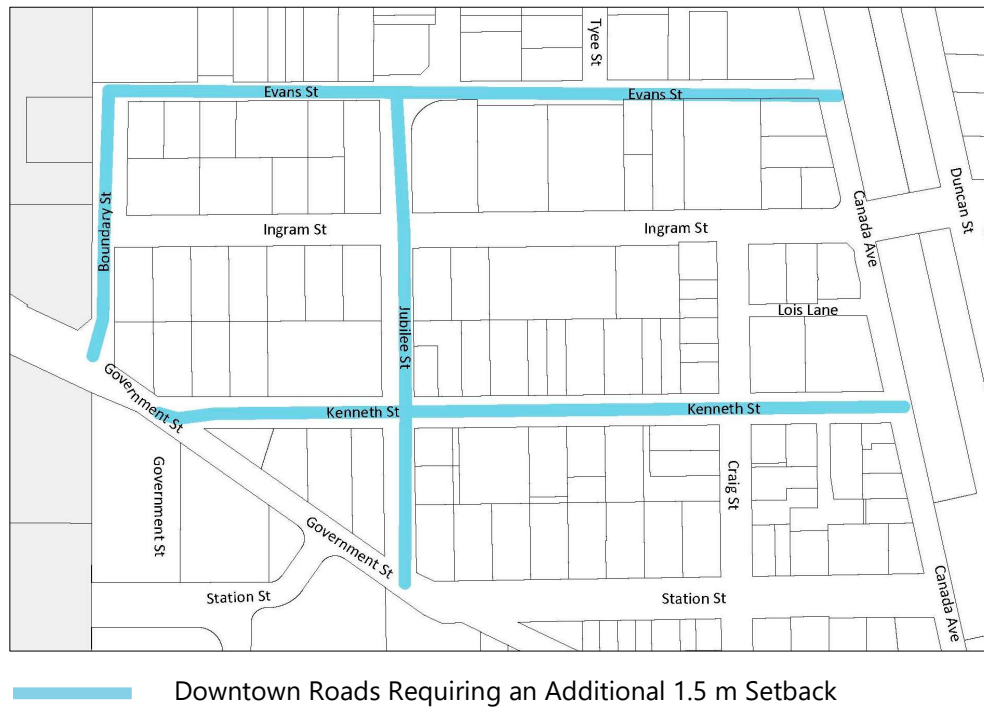 Tyee St
Evans St
Evans St
Duncan St
Boundary St
Canada Ave
Ingram St
Ingram St
Jubilee St
Lois Lane
Government St
Kenneth St
Kenneth St
Government St
Craig St
Government St
Canada Ave
Station St
Station St
Downtown Roads Requiring an Additional 1.5 m Setback